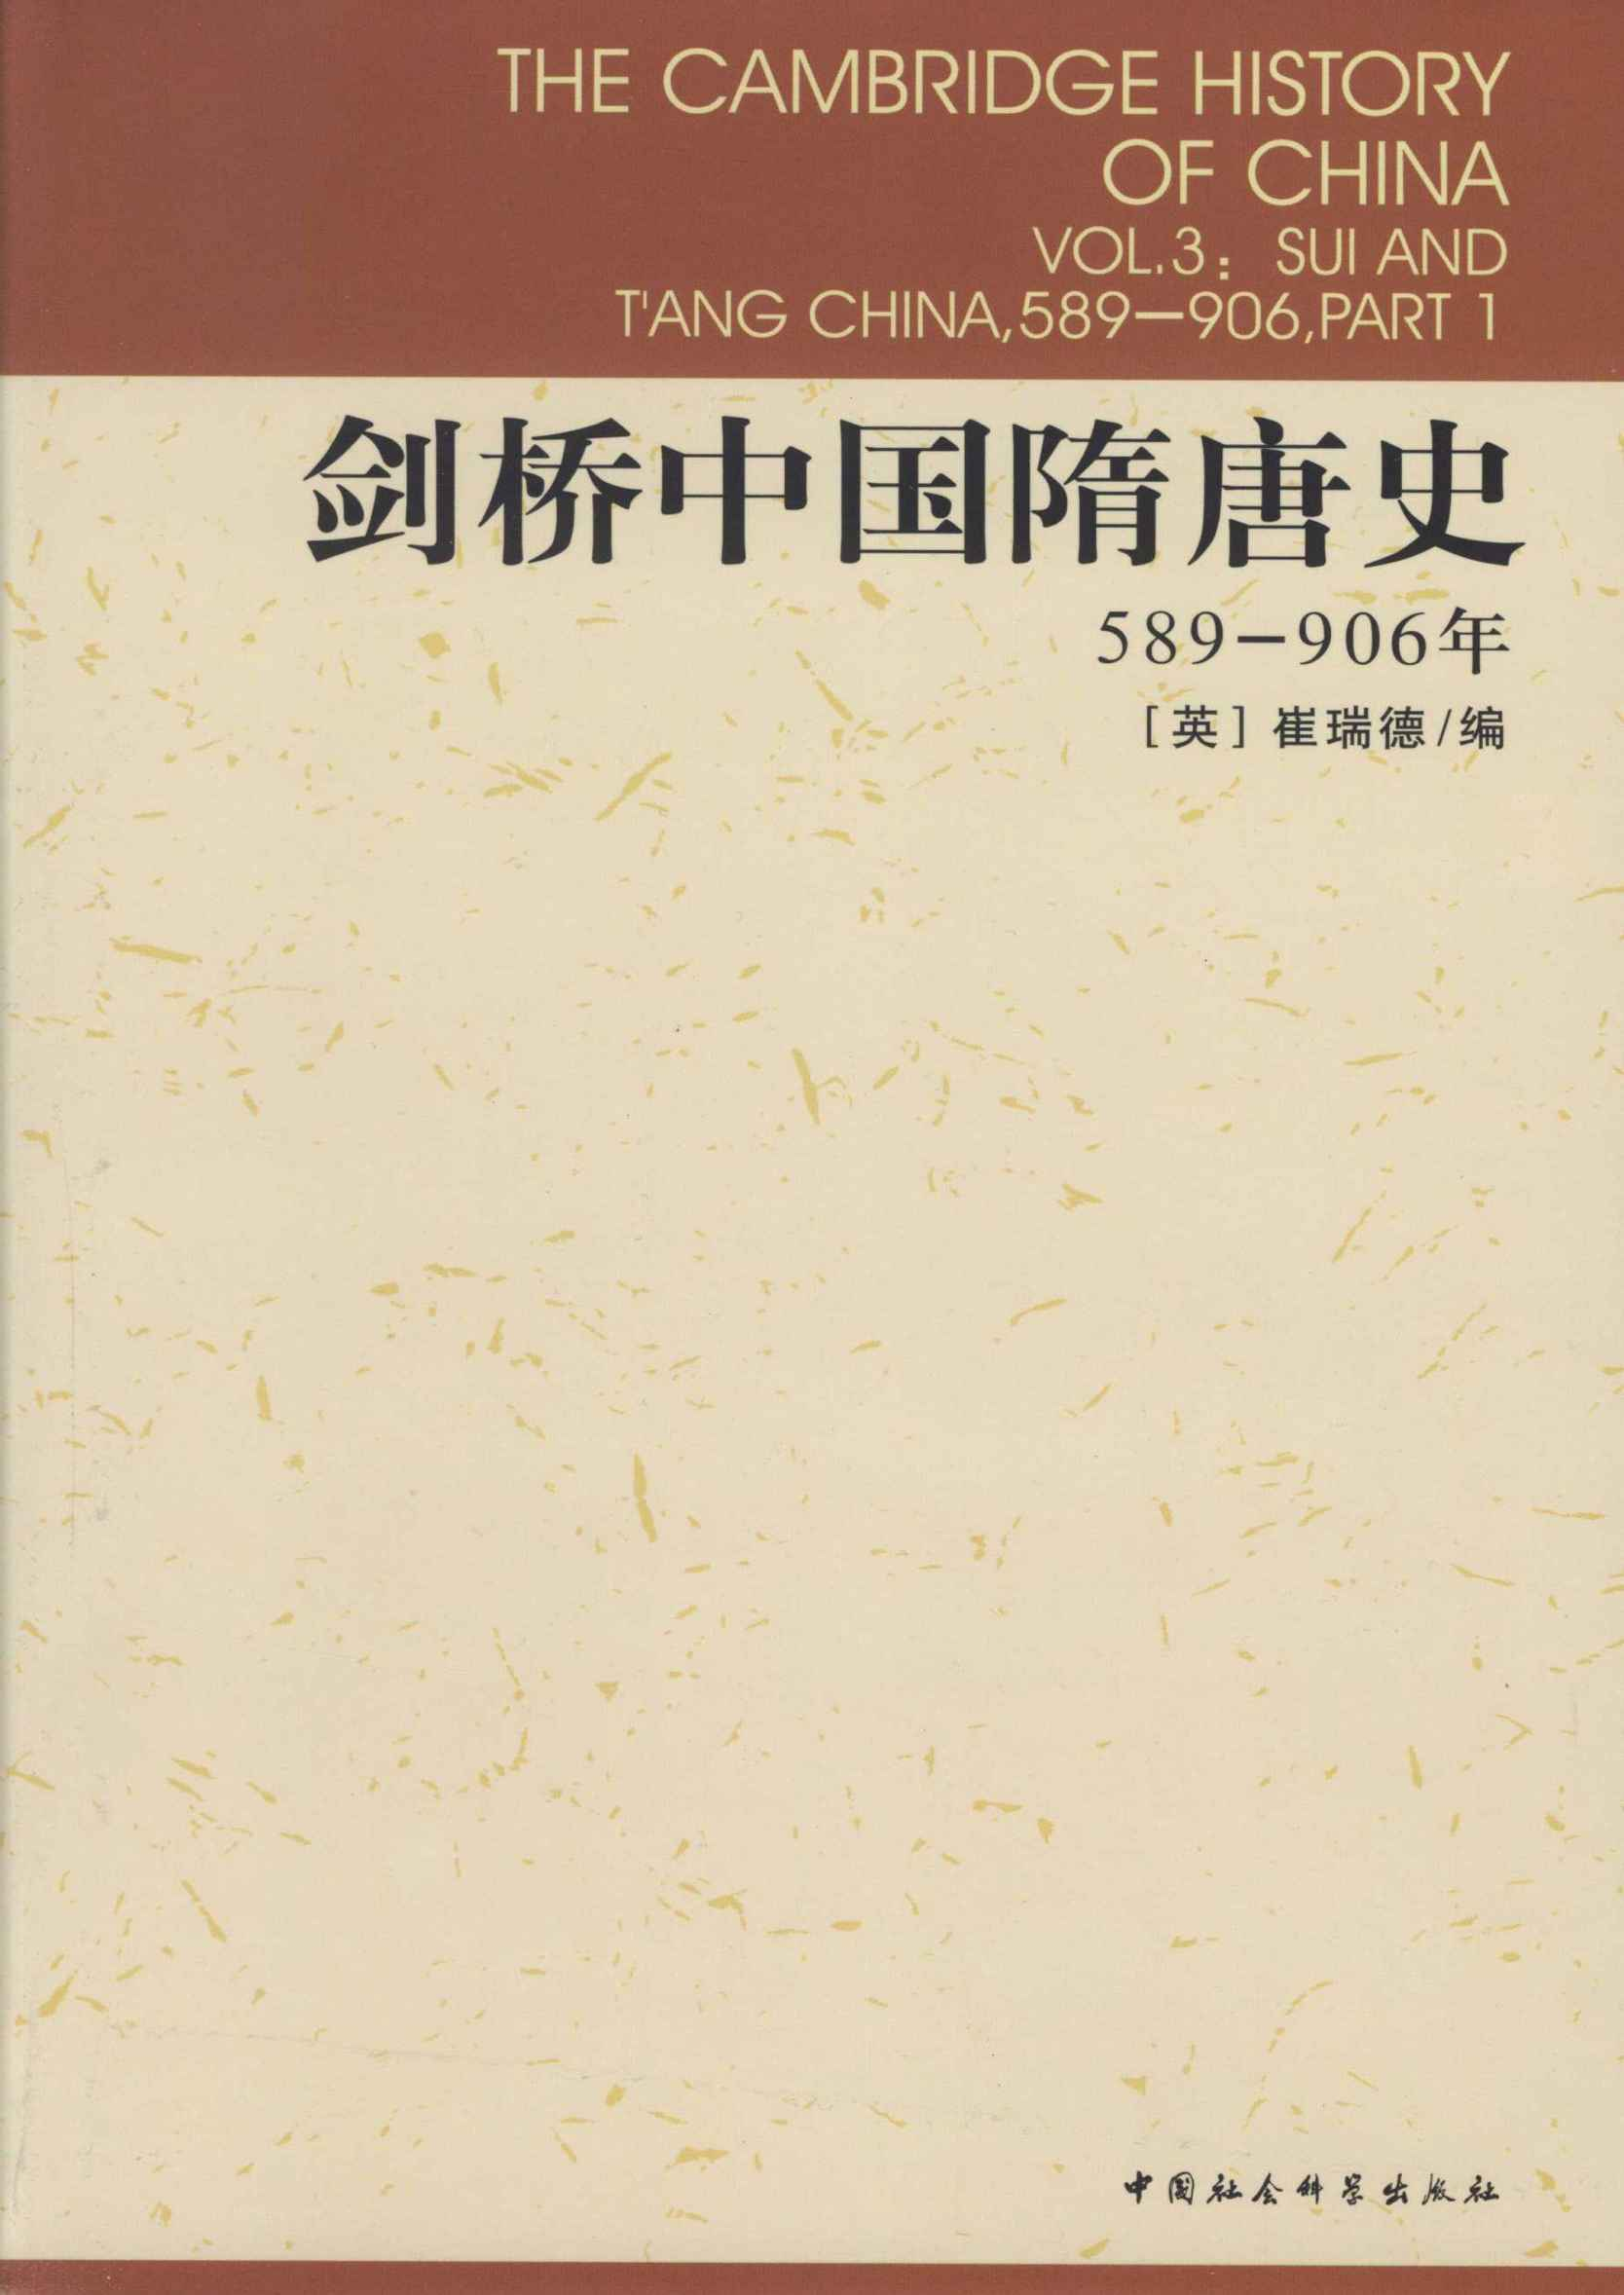 THE CAMBRIDGE HISTORY
OF CHINA
VOL.3：SUI AND
T'ANG CHINA,589—906,PART 1
剑桥中国隋唐史
589－906年
［英］崔瑞德/编
中国社会科学出版社